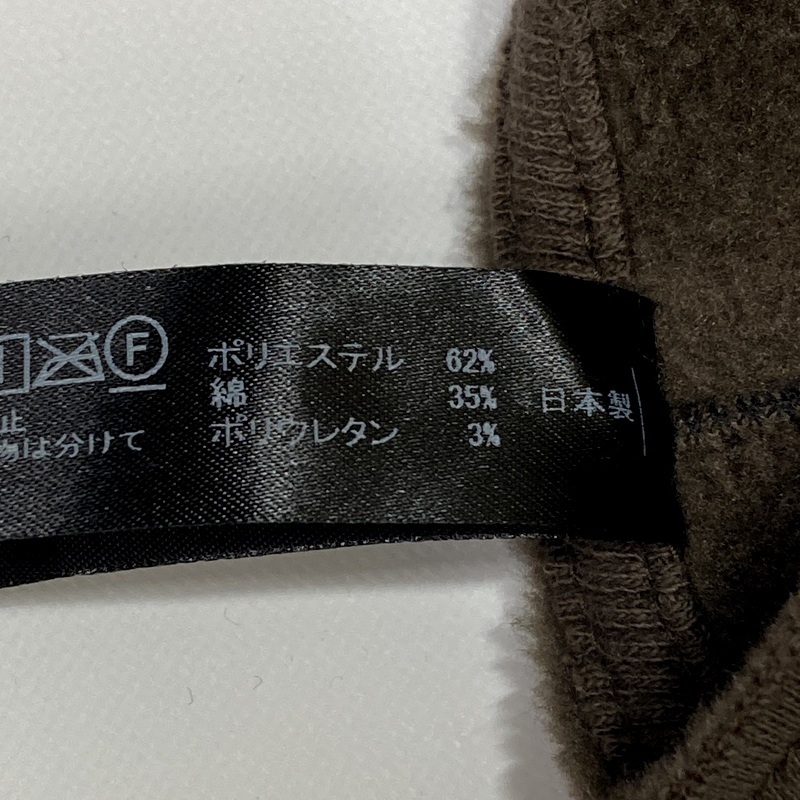 F
止
物は分けて
ポリエステル 62%
綿 35%
ポリウレタン 3%
日本製